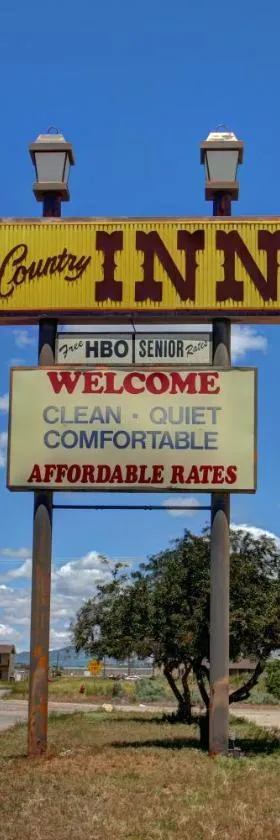 Country INN
Free HBO SENIOR Rates
WELCOME
CLEAN · QUIET
COMFORTABLE
AFFORDABLE RATES